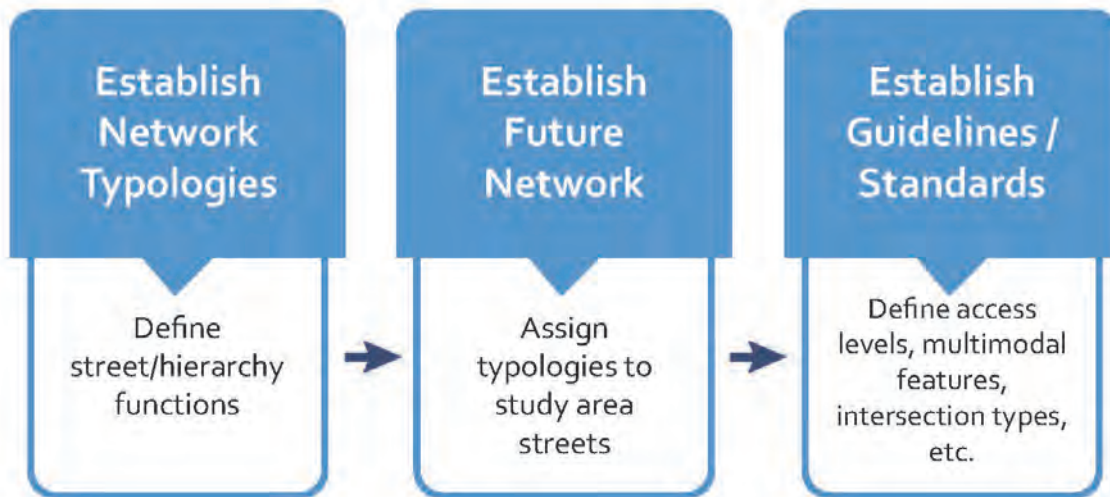 Establish
Network
Typologies
Define
street/hierarchy
functions
Establish
Future
Network
Assign
typologies to
study area
streets
Establish
Guidelines /
Standards
Define access
levels, multimodal
features,
intersection types,
etc.